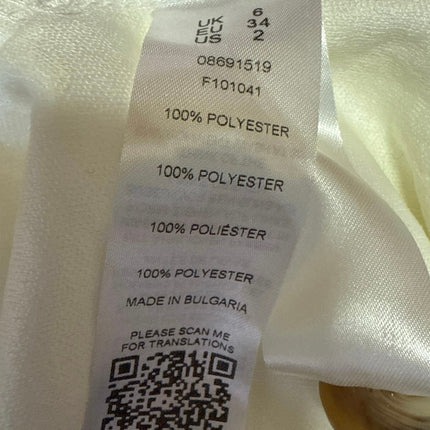 UK 6
EU 34
US 2
08691519
F101041
100% POLYESTER
100% POLYESTER
100% POLIÉSTER
100% POLYESTER
MADE IN BULGARIA
PLEASE SCAN ME
FOR TRANSLATIONS